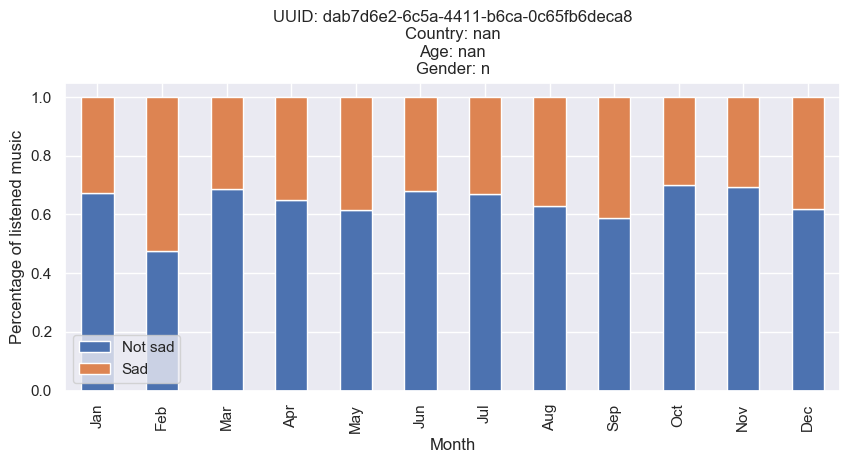 UUID: dab7d6e2-6c5a-4411-b6ca-0c65fb6deca8
Country: nan
Age: nan
Gender: n
Percentage of listened music
1.0
0.8
0.6
0.4
0.2
0.0
Not sad
Sad
Jan Feb Mar Apr May Jun Jul Aug Sep Oct Nov Dec
Month